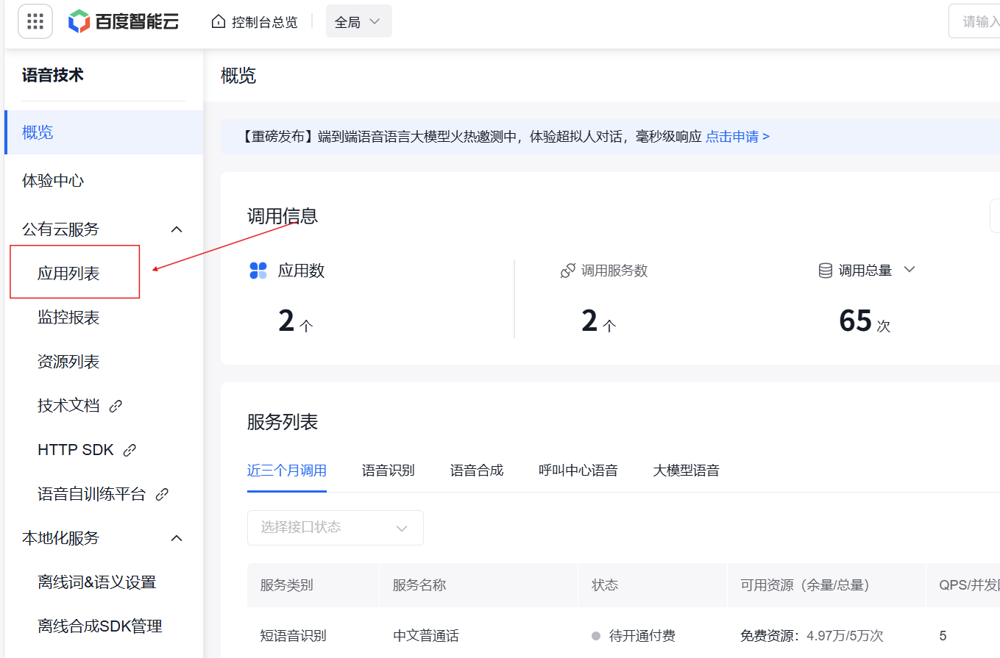 百度智能云
控制台总览
全局
请输入
语音技术
概览
体验中心
公有云服务
应用列表
监控报表
资源列表
技术文档
HTTP SDK
语音自训练平台
本地化服务
离线词&语义设置
离线合成SDK管理
概览
【重磅发布】端到端语音语言大模型火热邀测中，体验超拟人对话，毫秒级响应 点击申请 >
调用信息
应用数 调用服务数 调用总量
2 个 2 个 65 次
服务列表
近三个月调用 语音识别 语音合成 呼叫中心语音 大模型语音
选择接口状态
服务类别 服务名称 状态 可用资源（余量/总量） QPS/并发
短语音识别 中文普通话 待开通付费 免费资源：4.97万/5万次 5